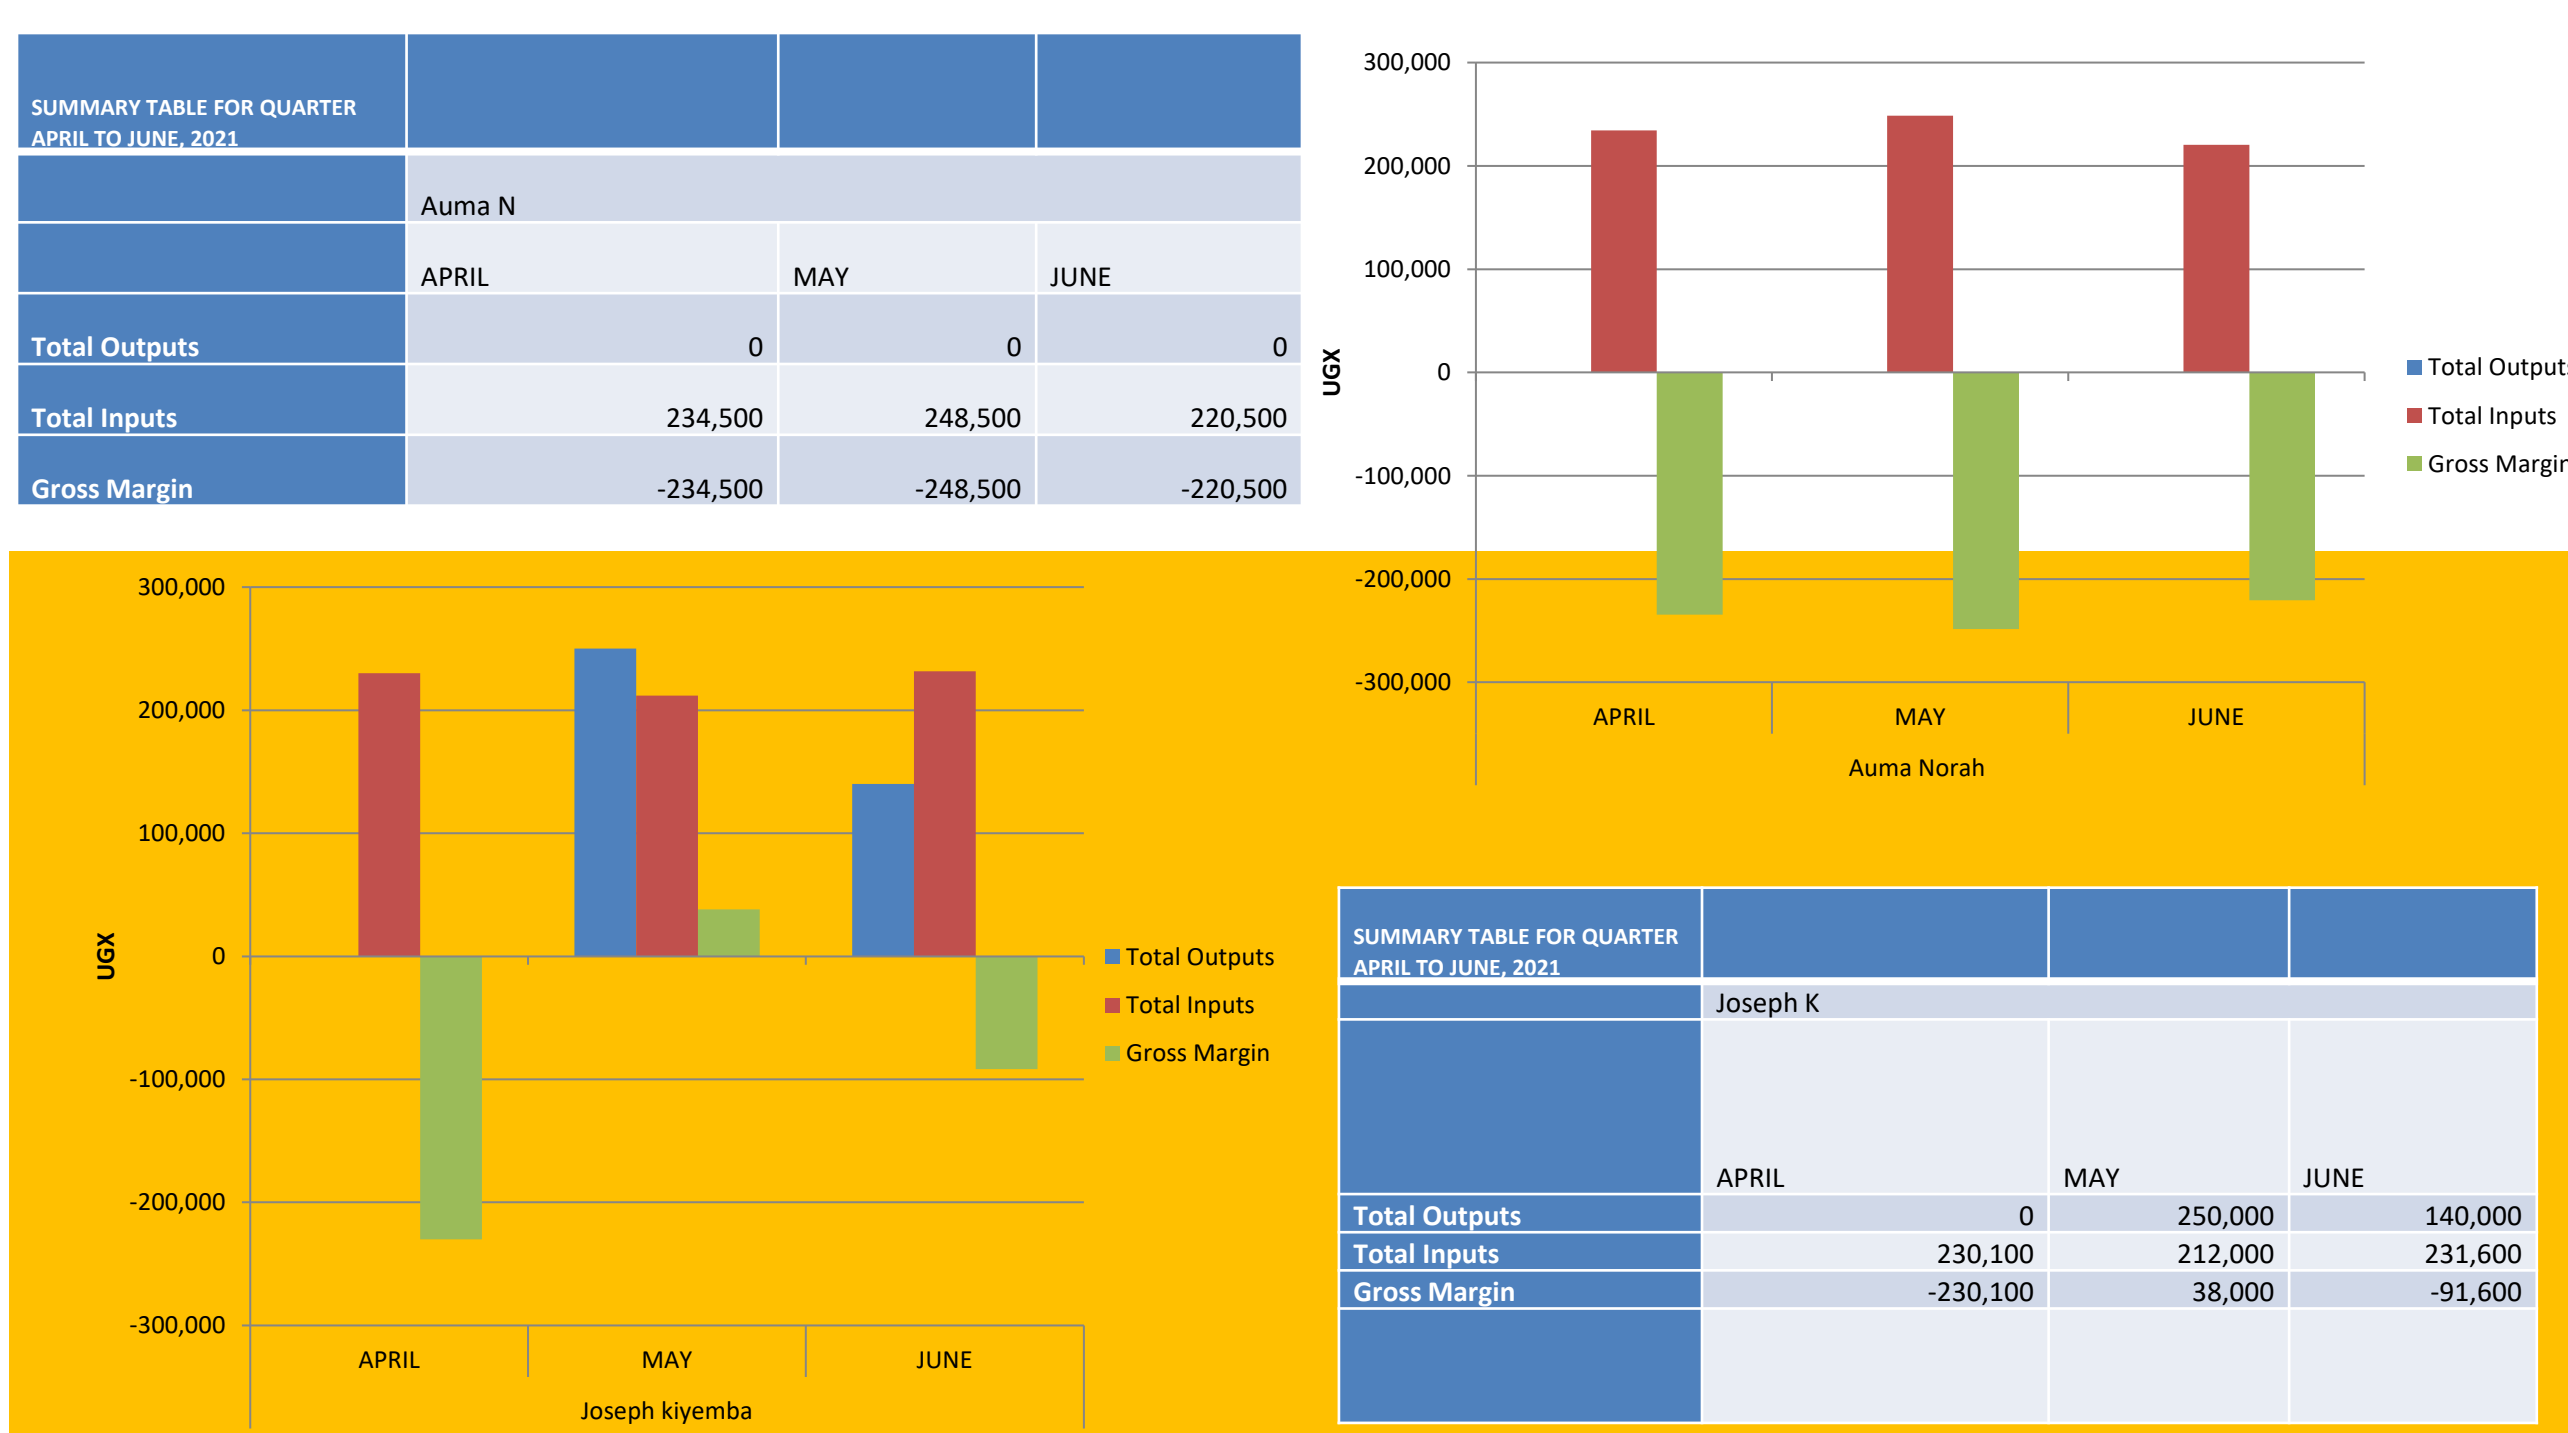 SUMMARY TABLE FOR QUARTER
APRIL TO JUNE, 2021
Auma N
APRIL MAY JUNE
Total Outputs 0 0 0
Total Inputs 234,500 248,500 220,500
Gross Margin -234,500 -248,500 -220,500
300,000
200,000
100,000
0
-100,000
-200,000
-300,000
UGX
APRIL MAY JUNE
Auma Norah
Total Outputs
Total Inputs
Gross Margin
300,000
200,000
100,000
0
-100,000
-200,000
-300,000
UGX
APRIL MAY JUNE
Joseph kiyemba
Total Outputs
Total Inputs
Gross Margin
SUMMARY TABLE FOR QUARTER
APRIL TO JUNE, 2021
Joseph K
APRIL MAY JUNE
Total Outputs 0 250,000 140,000
Total Inputs 230,100 212,000 231,600
Gross Margin -230,100 38,000 -91,600